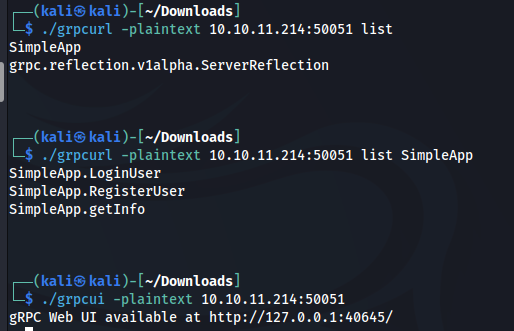 ┌──(kali㉿kali)-[~/Downloads]
└─$ ./grpcurl -plaintext 10.10.11.214:50051 list
SimpleApp
grpc.reflection.v1alpha.ServerReflection
┌──(kali㉿kali)-[~/Downloads]
└─$ ./grpcurl -plaintext 10.10.11.214:50051 list SimpleApp
SimpleApp.LoginUser
SimpleApp.RegisterUser
SimpleApp.getInfo
┌──(kali㉿kali)-[~/Downloads]
└─$ ./grpcui -plaintext 10.10.11.214:50051
gRPC Web UI available at http://127.0.0.1:40645/